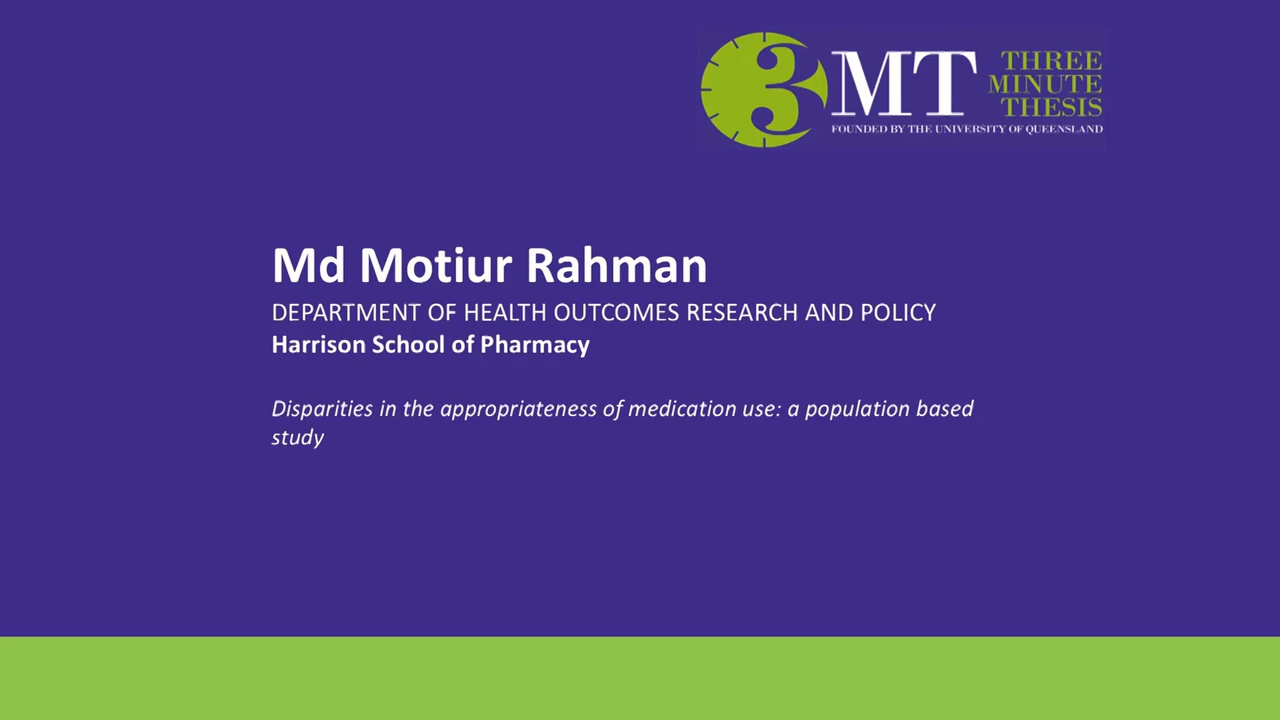 3MT THREE
MINUTE
THESIS
FOUNDED BY THE UNIVERSITY OF QUEENSLAND
Md Motiur Rahman
DEPARTMENT OF HEALTH OUTCOMES RESEARCH AND POLICY
Harrison School of Pharmacy
Disparities in the appropriateness of medication use: a population based
study